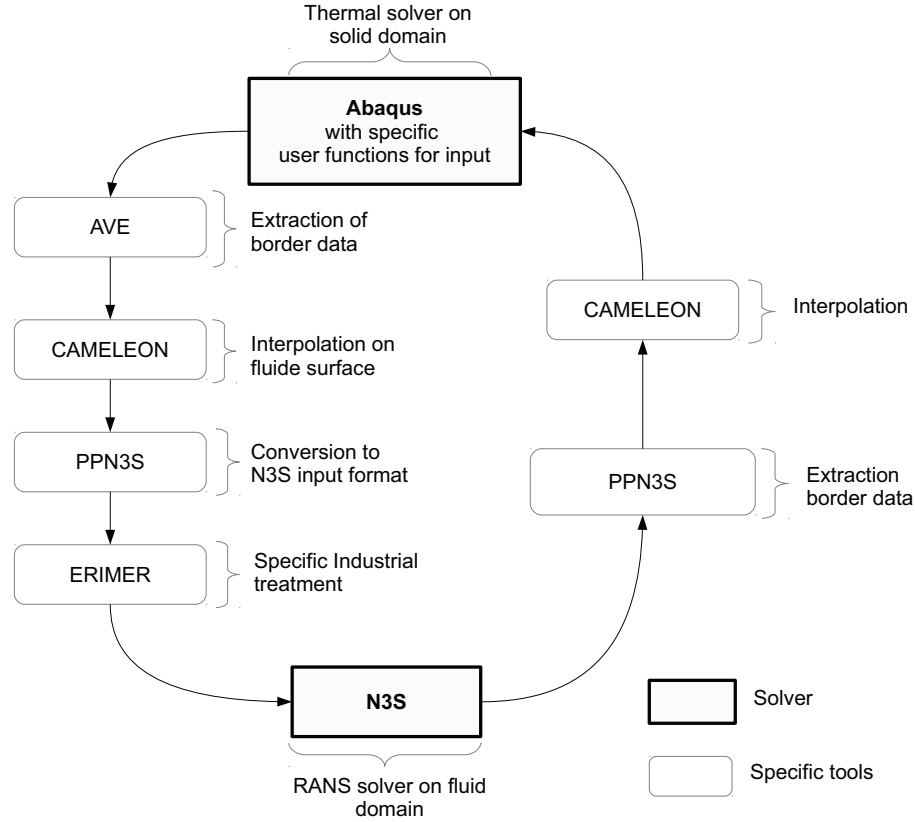 Thermal solver on
solid domain
Abaqus
with specific
user functions for input
AVE
Extraction of
border data
CAMELEON
Interpolation on
fluide surface
PPN3S
Conversion to
N3S input format
ERIMER
Specific Industrial
treatment
N3S
RANS solver on fluid
domain
PPN3S
Extraction
border data
CAMELEON
Interpolation
Solver
Specific tools